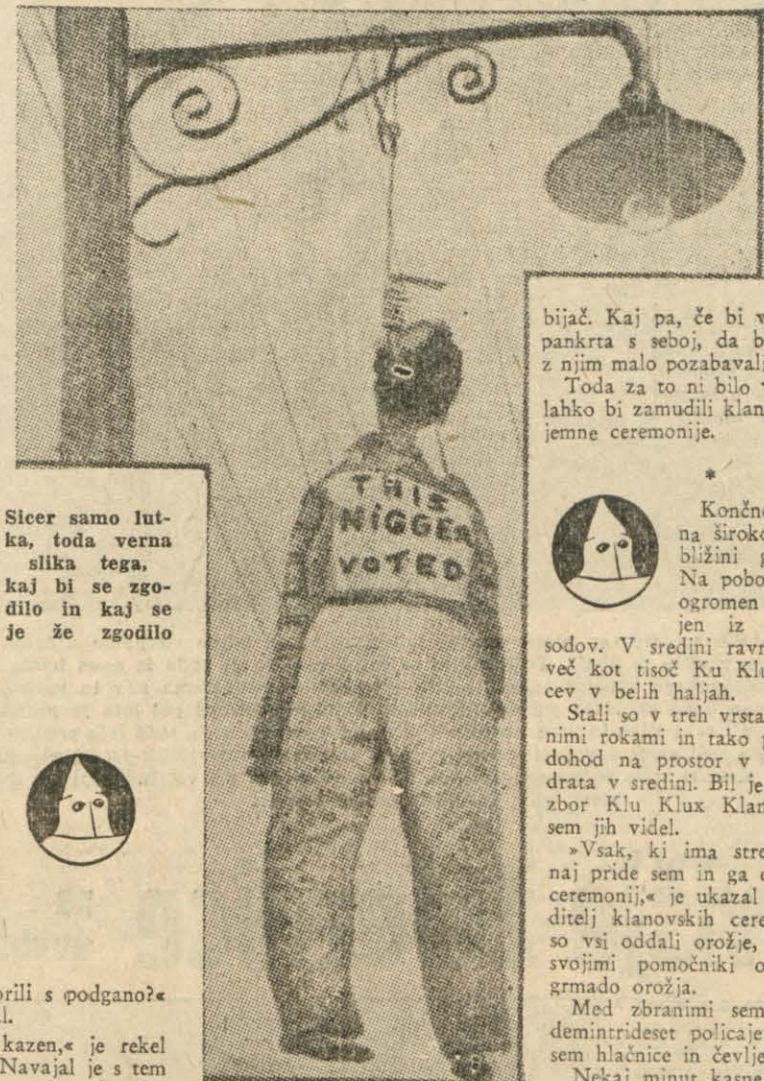 THIS
NIGGER
VOTED
Sicer samo lut-
ka, toda verna
slika tega,
kaj bi se zgo-
dilo in kaj se
je že zgodilo
orili s podgano?«
l.
kazen,« je rekel
Navajal je s tem
bijač. Kaj pa, če bi v
pankrta s seboj, da b
z njim malo pozabavali
Toda za to ni bilo v
lahko bi zamudili klan
jemne ceremonije.
*
Končno
na široko
bližini g
Na pobo
ogromen
jen iz
sodov. V sredini ravn
več kot tisoč Ku Klu
cev v belih haljah.
Stali so v treh vrsta
nimi rokami in tako p
dohod na prostor v
drata v sredini. Bil je
zbor Klu Klux Klan
sem jih videl.
»Vsak, ki ima stre
naj pride sem in ga o
ceremonij,« je ukazal
ditelj klanovskih cere
so vsi oddali orožje,
svojimi pomočniki o
grmado orožja.
Med zbranimi sem
demintrideset policaje
sem hlačnice in čevlje
Nekaj minut kasne